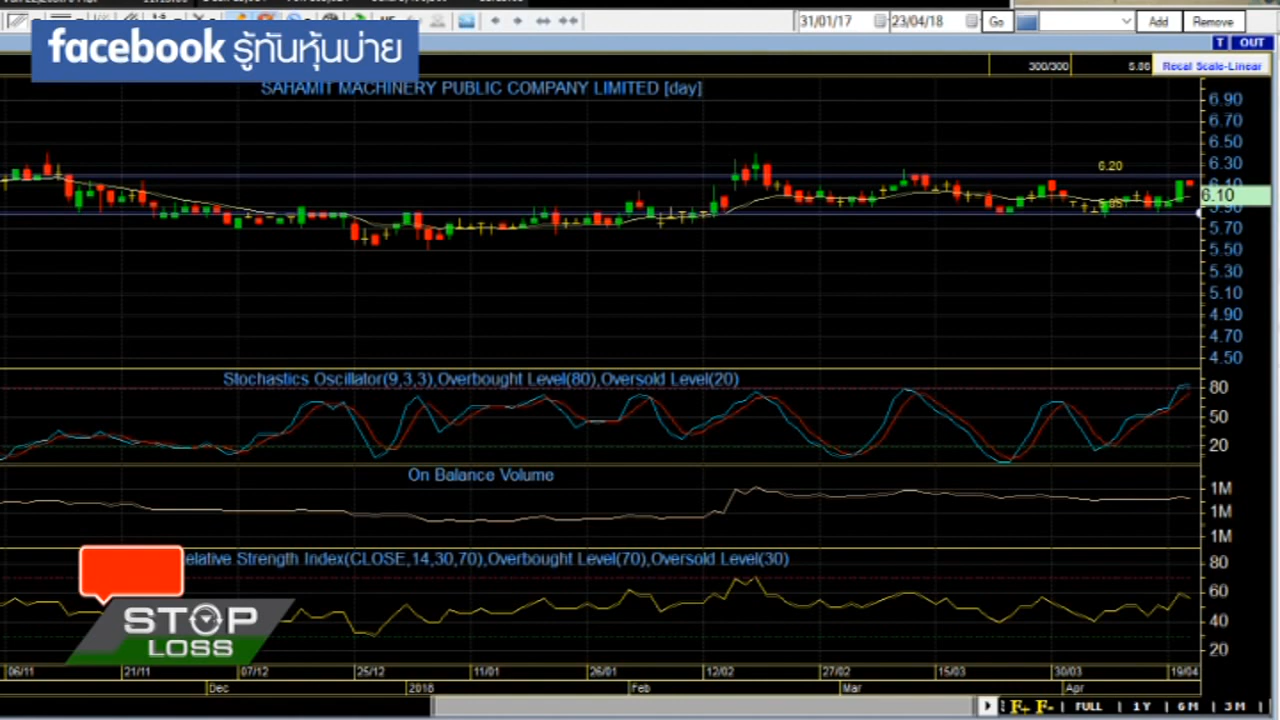 31/01/17
23/04/18
Go
Add
Remove
T OUT
facebook รู้ทันหุ้นบ่าย
300/300
Recal Scale-Linear
SAHAMIT MACHINERY PUBLIC COMPANY LIMITED [day]
6.90
6.70
6.50
6.30
6.20
6.10
5.90
5.70
5.50
5.30
5.10
4.90
4.70
4.50
Stochastics Oscillator(9,3,3),Overbought Level(80),Oversold Level(20)
80
50
20
On Balance Volume
1M
1M
1M
elative Strength Index(CLOSE,14,30,70),Overbought Level(70),Oversold Level(30)
80
60
40
20
STOP
LOSS
06/11 21/11 07/12 25/12 11/01 26/01 12/02 27/02 15/03 30/03 19/04
Dec 2018 Feb Mar Apr
F+ F- FULL 1Y 6M 3M